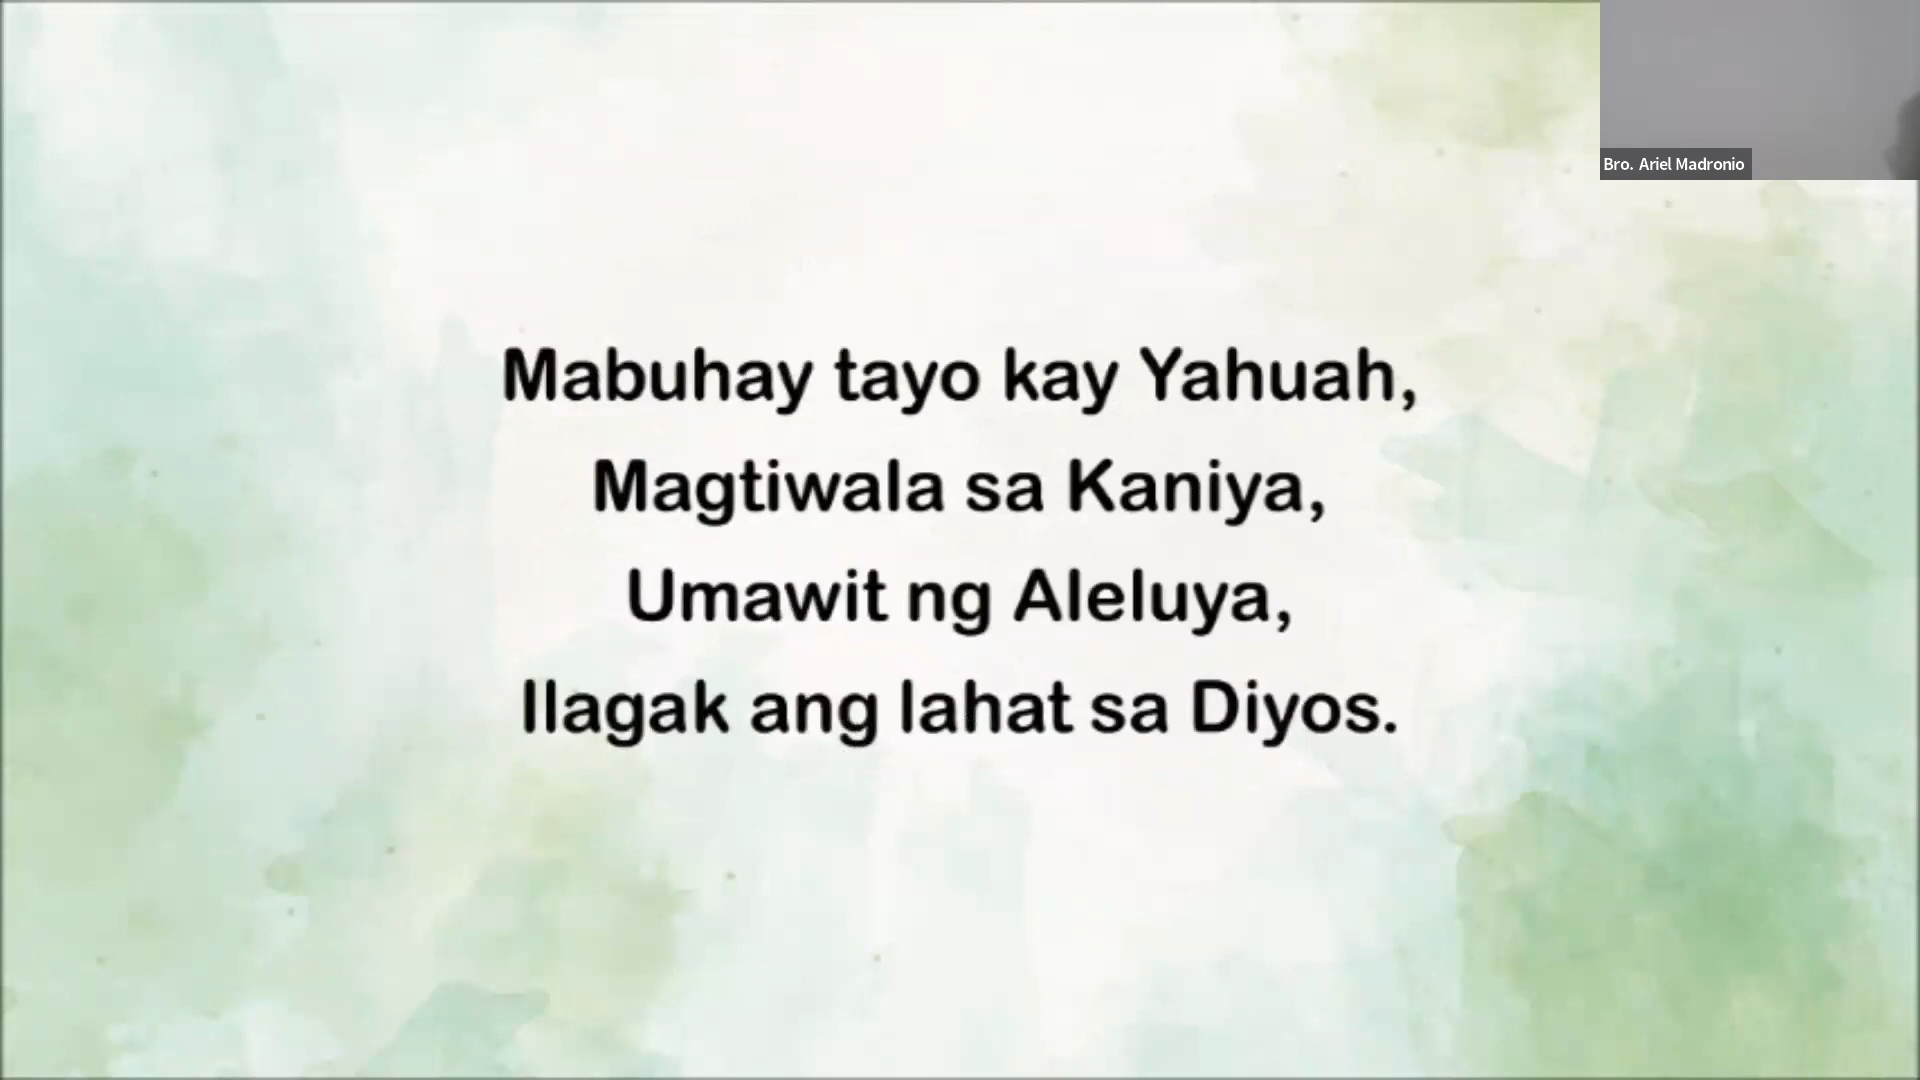 Bro. Ariel Madronio
Mabuhay tayo kay Yahuah,
Magtiwala sa Kaniya,
Umawit ng Aleluya,
Ilagak ang lahat sa Diyos.